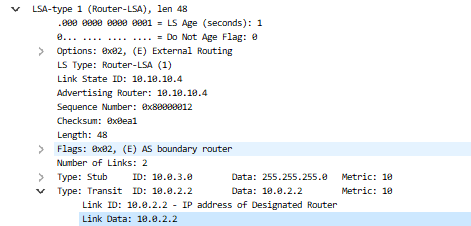 LSA-type 1 (Router-LSA), len 48
.000 0000 0000 0001 = LS Age (seconds): 1
0... .... .... .... = Do Not Age Flag: 0
Options: 0x02, (E) External Routing
LS Type: Router-LSA (1)
Link State ID: 10.10.10.4
Advertising Router: 10.10.10.4
Sequence Number: 0x80000012
Checksum: 0x0ea1
Length: 48
Flags: 0x02, (E) AS boundary router
Number of Links: 2
Type: Stub ID: 10.0.3.0 Data: 255.255.255.0 Metric: 10
Type: Transit ID: 10.0.2.2 Data: 10.0.2.2 Metric: 10
Link ID: 10.0.2.2 - IP address of Designated Router
Link Data: 10.0.2.2